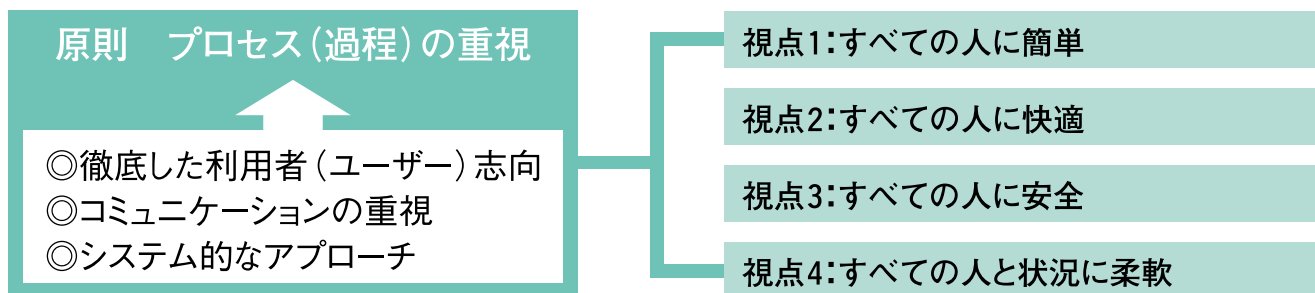 原則　プロセス(過程)の重視
◎徹底した利用者(ユーザー)志向
◎コミュニケーションの重視
◎システム的なアプローチ
視点1:すべての人に簡単
視点2:すべての人に快適
視点3:すべての人に安全
視点4:すべての人と状況に柔軟